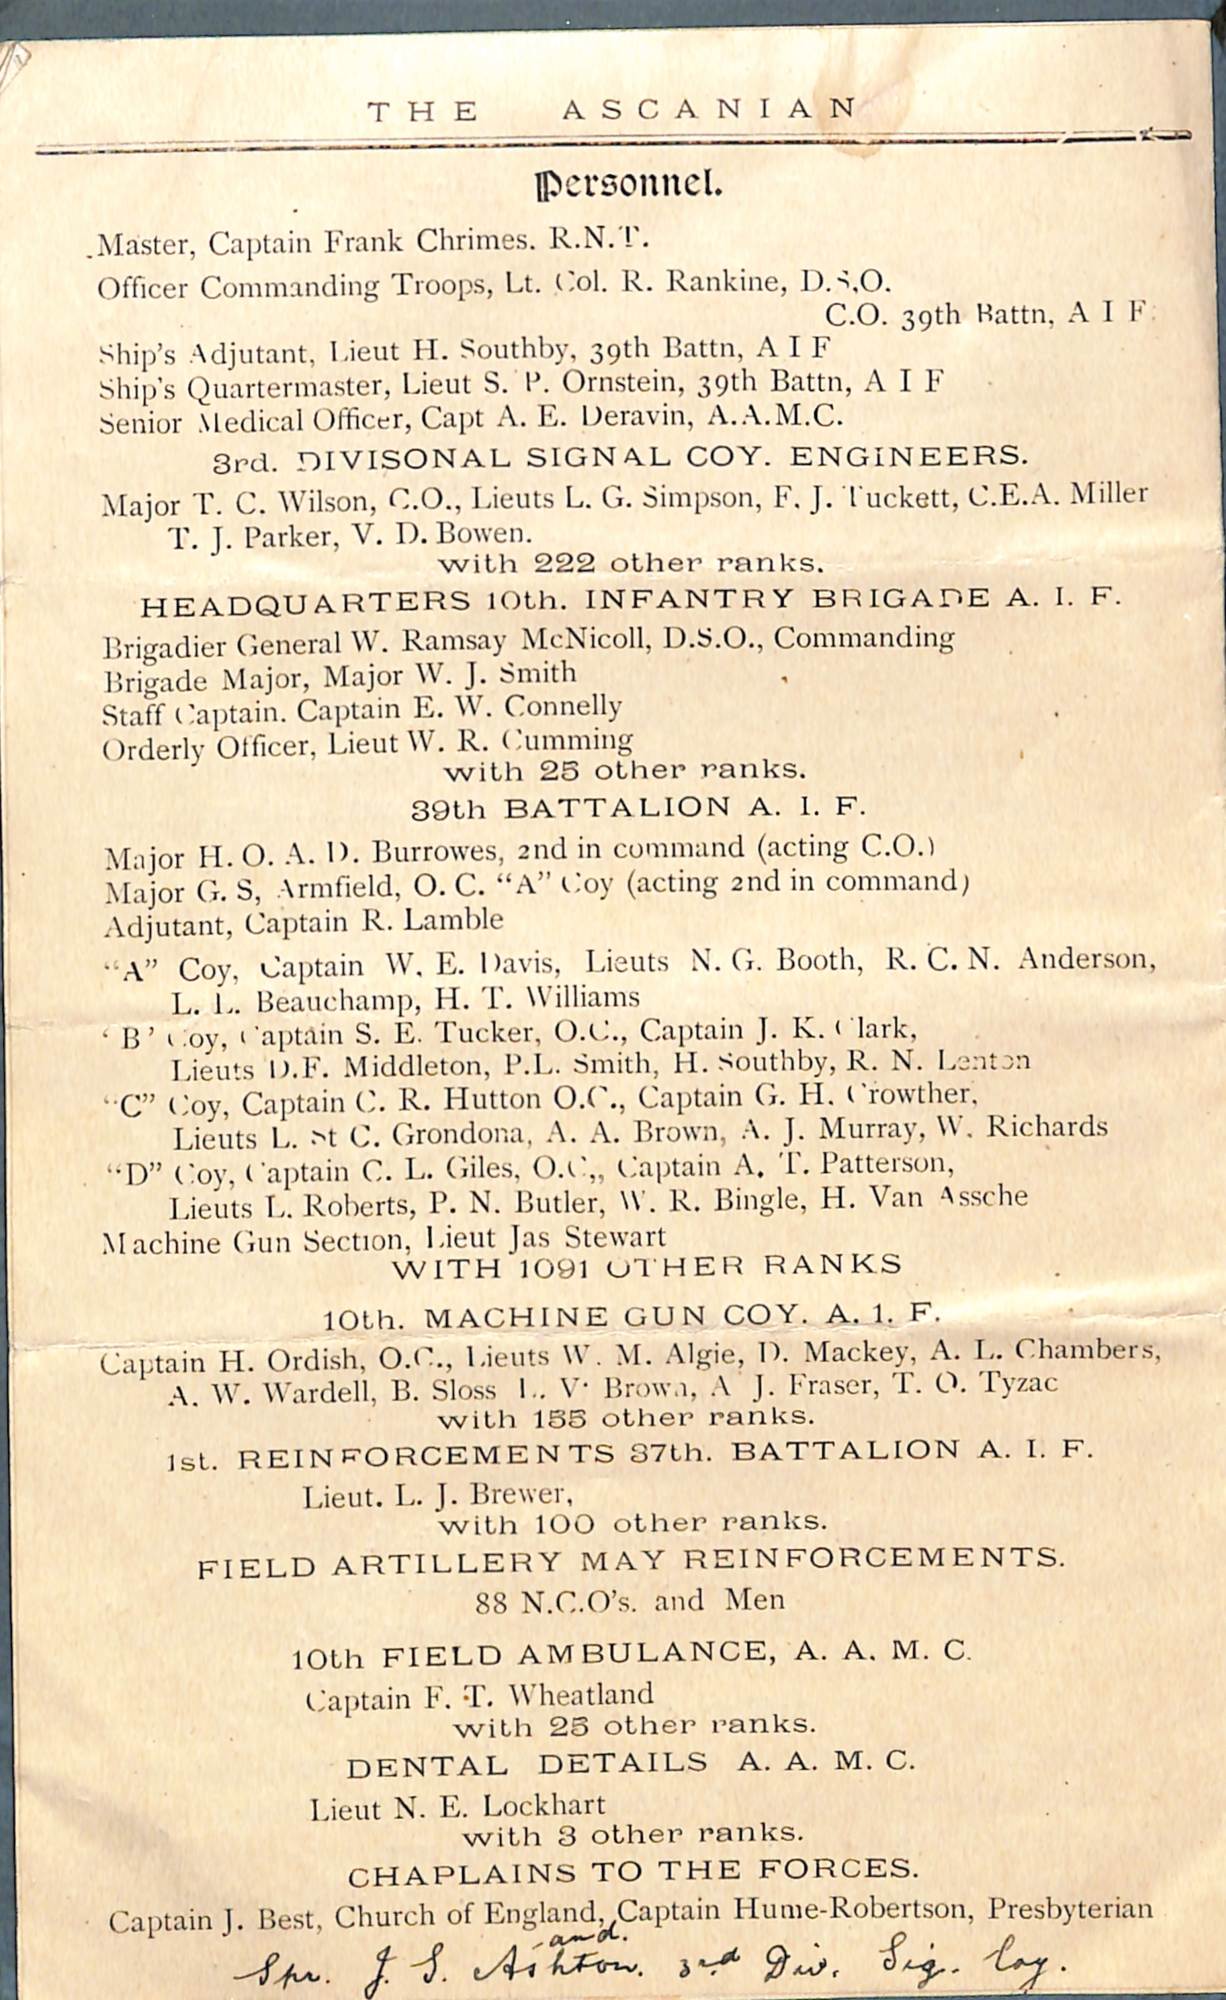 THE ASCANIAN
Personnel.
Master, Captain Frank Chrimes. R.N.T.
Officer Commanding Troops, Lt. Col. R. Rankine, D.S.O.
C.O. 39th Battn, A I F.
Ship's Adjutant, Lieut H. Southby, 39th Battn, A I F
Ship's Quartermaster, Lieut S. P. Ornstein, 39th Battn, A I F
Senior Medical Officer, Capt A. E. Deravin, A.A.M.C.
3rd. DIVISONAL SIGNAL COY. ENGINEERS.
Major T. C. Wilson, C.O., Lieuts L. G. Simpson, F. J. Tuckett, C.E.A. Miller
T. J. Parker, V. D. Bowen.
with 222 other ranks.
HEADQUARTERS 10th. INFANTRY BRIGADE A. I. F.
Brigadier General W. Ramsay McNicoll, D.S.O., Commanding
Brigade Major, Major W. J. Smith
Staff Captain. Captain E. W. Connelly
Orderly Officer, Lieut W. R. Cumming
with 25 other ranks.
39th BATTALION A. I. F.
Major H. O. A. D. Burrowes, 2nd in command (acting C.O.)
Major G. S, Armfield, O. C. "A" Coy (acting 2nd in command)
Adjutant, Captain R. Lamble
"A" Coy, Captain W. E. Davis, Lieuts N. G. Booth, R. C. N. Anderson,
L. L. Beauchamp, H. T. Williams
'B' Coy, Captain S. E. Tucker, O.C., Captain J. K. Clark,
Lieuts D.F. Middleton, P.L. Smith, H. Southby, R. N. Lenton
"C" Coy, Captain C. R. Hutton O.C., Captain G. H. Crowther,
Lieuts L. St C. Grondona, A. A. Brown, A. J. Murray, W. Richards
"D" Coy, Captain C. L. Giles, O.C,, Captain A. T. Patterson,
Lieuts L. Roberts, P. N. Butler, W. R. Bingle, H. Van Assche
Machine Gun Section, Lieut Jas Stewart
WITH 1091 OTHER RANKS
10th. MACHINE GUN COY. A. I. F.
Captain H. Ordish, O.C., Lieuts W. M. Algie, D. Mackey, A. L. Chambers,
A. W. Wardell, B. Sloss L. V. Brown, A J. Fraser, T. O. Tyzac
with 155 other ranks.
1st. REINFORCEMENTS 37th. BATTALION A. I. F.
Lieut. L. J. Brewer,
with 100 other ranks.
FIELD ARTILLERY MAY REINFORCEMENTS.
88 N.C.O's. and Men
10th FIELD AMBULANCE, A. A. M. C.
Captain F. T. Wheatland
with 25 other ranks.
DENTAL DETAILS A. A. M. C.
Lieut N. E. Lockhart
with 3 other ranks.
CHAPLAINS TO THE FORCES.
Captain J. Best, Church of England, Captain Hume-Robertson, Presbyterian
and.
Spr. J. S. Ashton. 3rd Div. Sig. Coy.